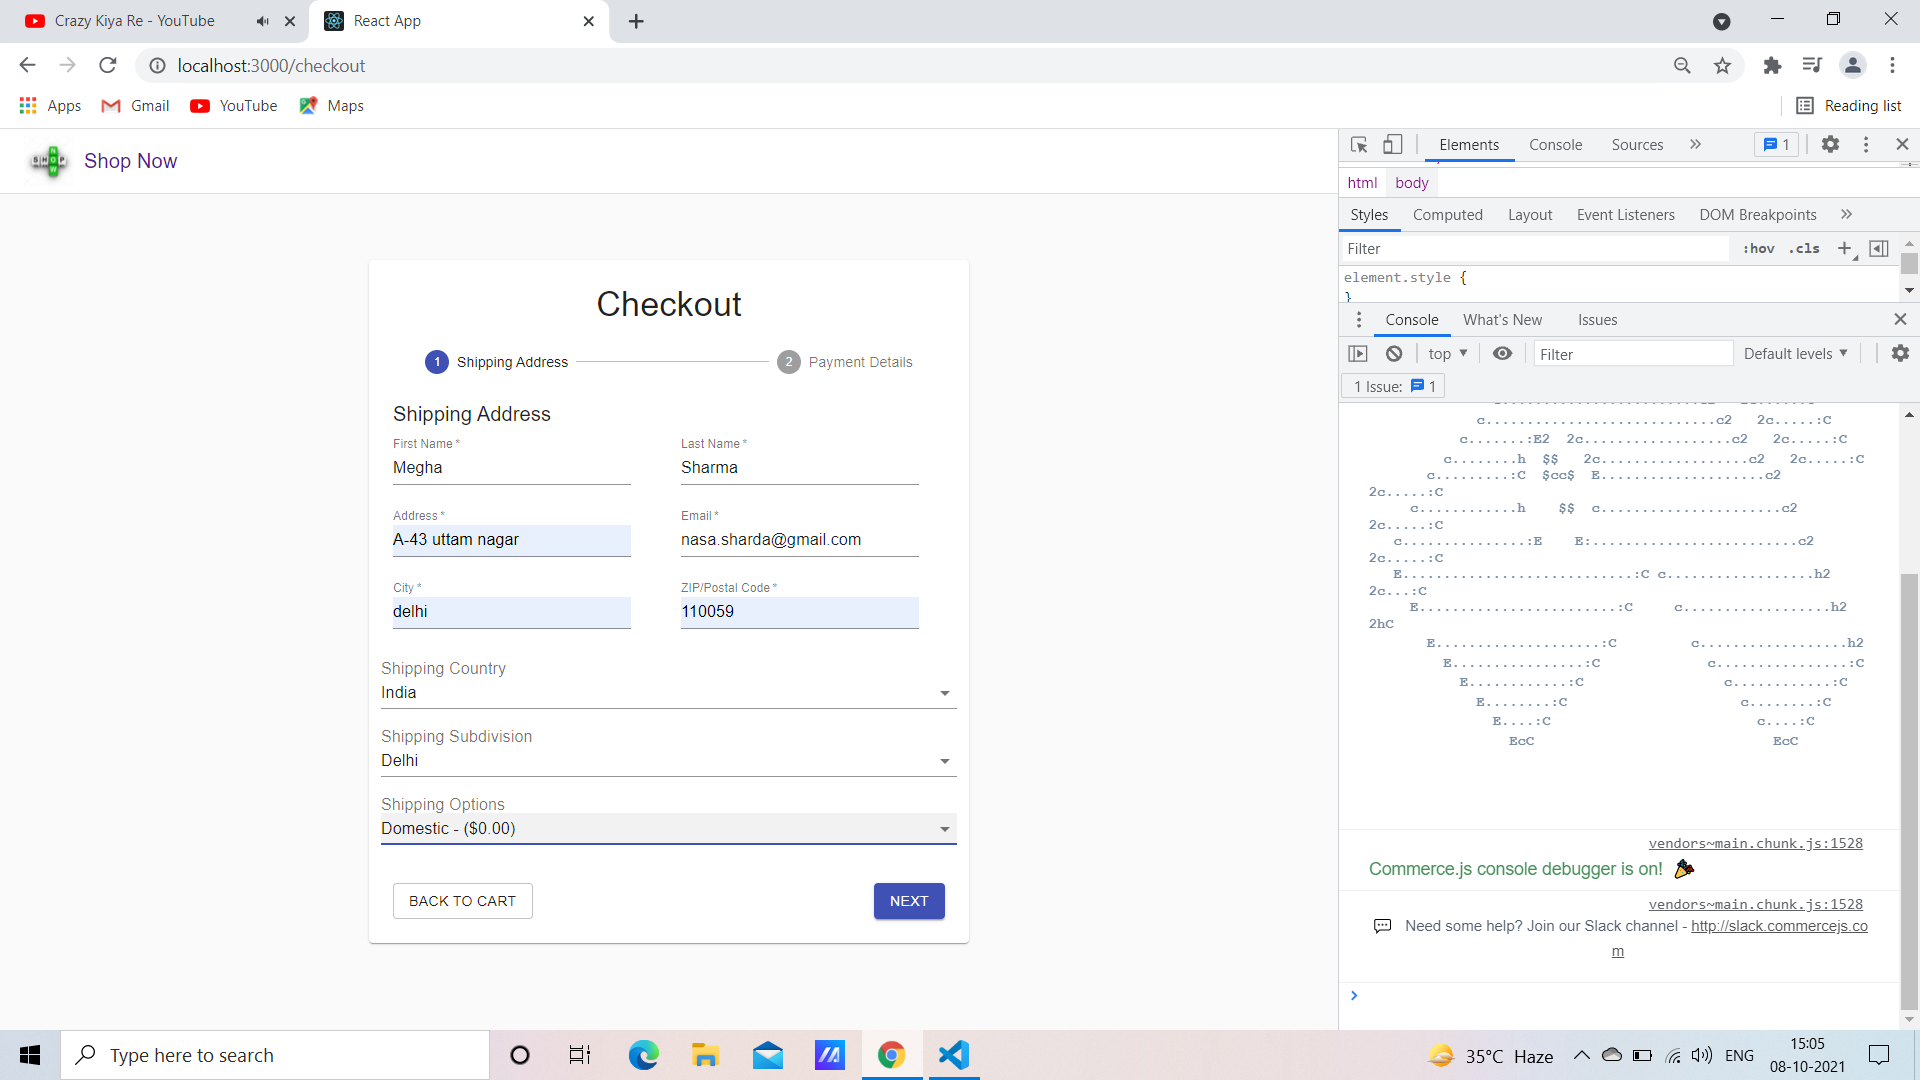 Crazy Kiya Re - YouTube
React App
localhost:3000/checkout
Apps
Gmail
YouTube
Maps
Reading list
SHOP NOW
Shop Now
Checkout
1 Shipping Address
2 Payment Details
Shipping Address
First Name *
Last Name *
Megha
Sharma
Address *
Email *
A-43 uttam nagar
nasa.sharda@gmail.com
City *
ZIP/Postal Code *
delhi
110059
Shipping Country
India
Shipping Subdivision
Delhi
Shipping Options
Domestic - ($0.00)
BACK TO CART
NEXT
Elements
Console
Sources
1
html
body
Styles
Computed
Layout
Event Listeners
DOM Breakpoints
Filter
:hov
.cls
element.style {
}
Console
What's New
Issues
top
Filter
Default levels
1 Issue: 1
c............................c2   2c.....:C
c.......:E2  2c..................c2   2c.....:C
c........h  $$   2c..................c2   2c.....:C
c.........:C  $cc$  E....................c2
2c.....:C
c............h    $$  c......................c2
2c.....:C
c...............:E    E:.........................c2
2c.....:C
E............................:C c..................h2
2c...:C
E........................:C     c..................h2
2hC
E....................:C         c..................h2
E................:C             c................:C
E............:C                 c............:C
E........:C                     c........:C
E....:C                         c....:C
EcC                             EcC
vendors~main.chunk.js:1528
Commerce.js console debugger is on!
vendors~main.chunk.js:1528
Need some help? Join our Slack channel - http://slack.commercejs.co
m
Type here to search
35°C Haze
ENG
15:05
08-10-2021